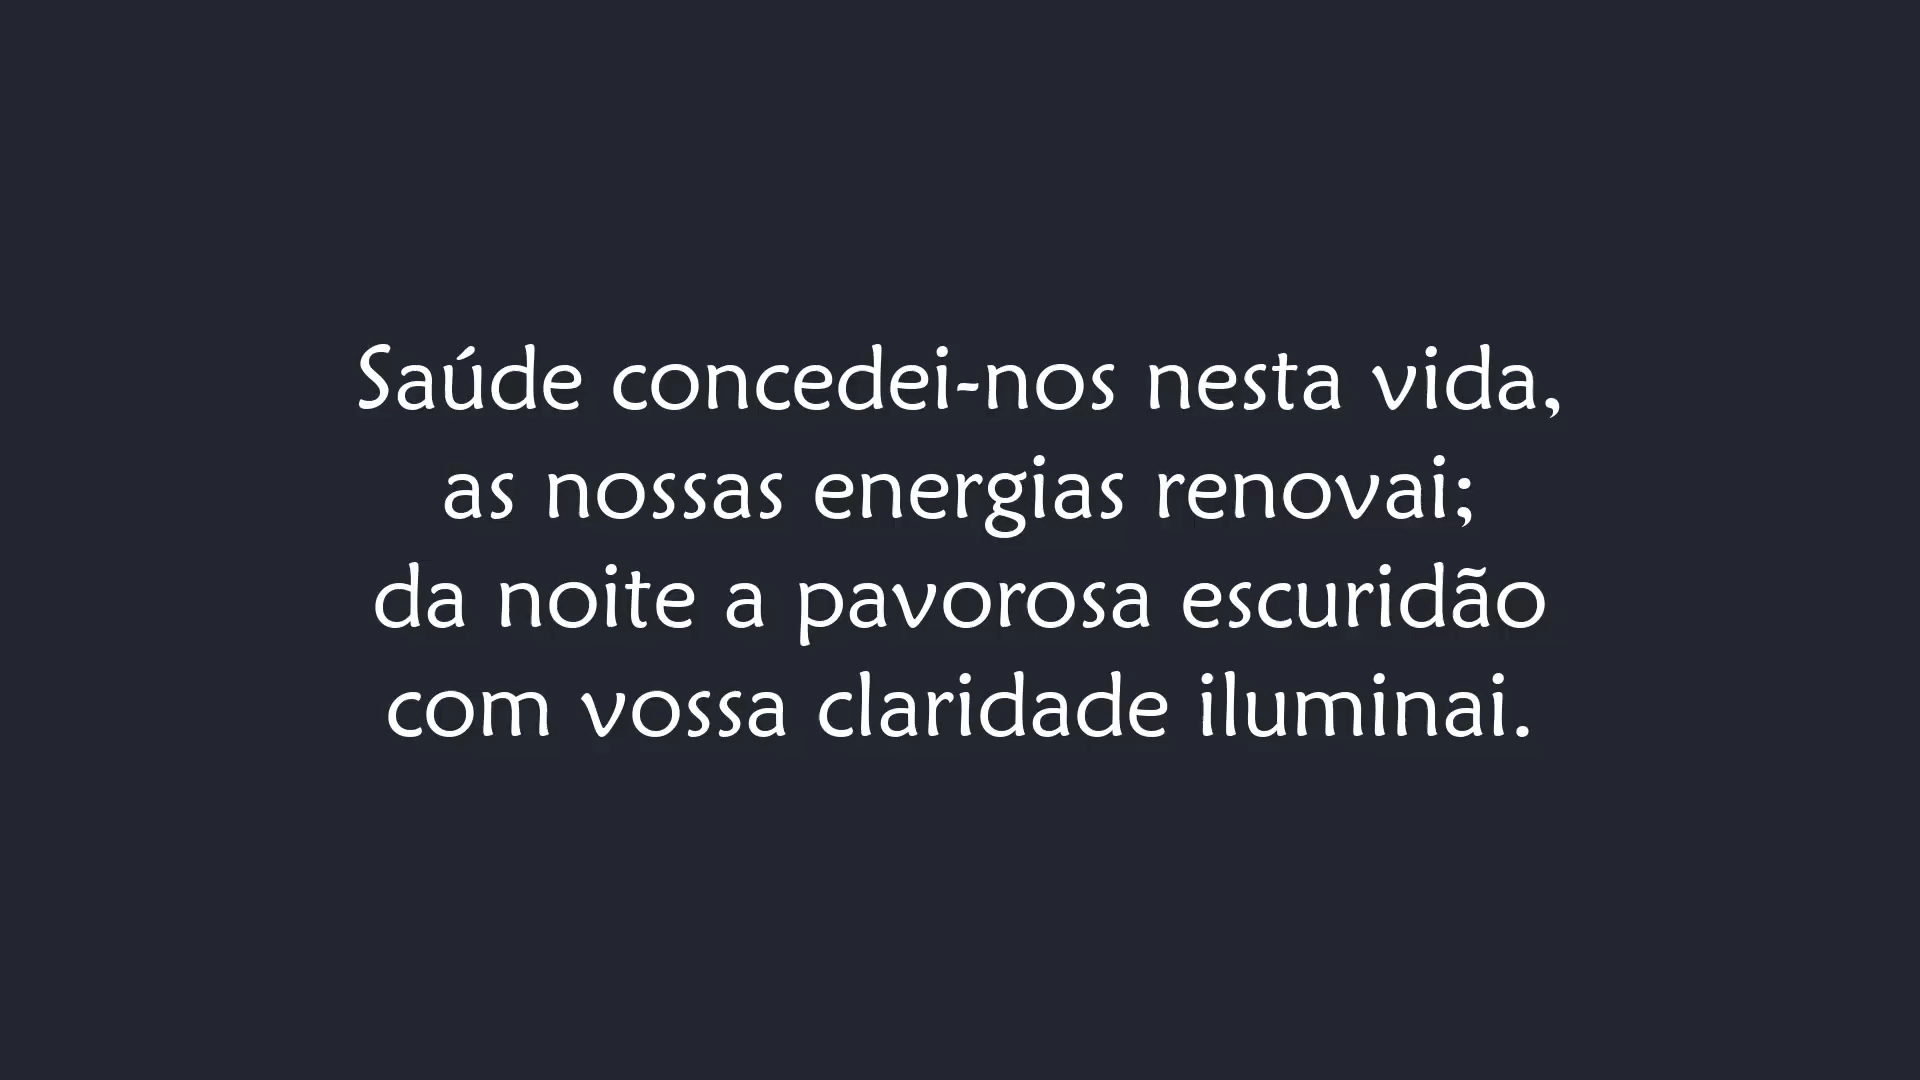 Saúde concedei-nos nesta vida,
as nossas energias renovai;
da noite a pavorosa escuridão
com vossa claridade iluminai.